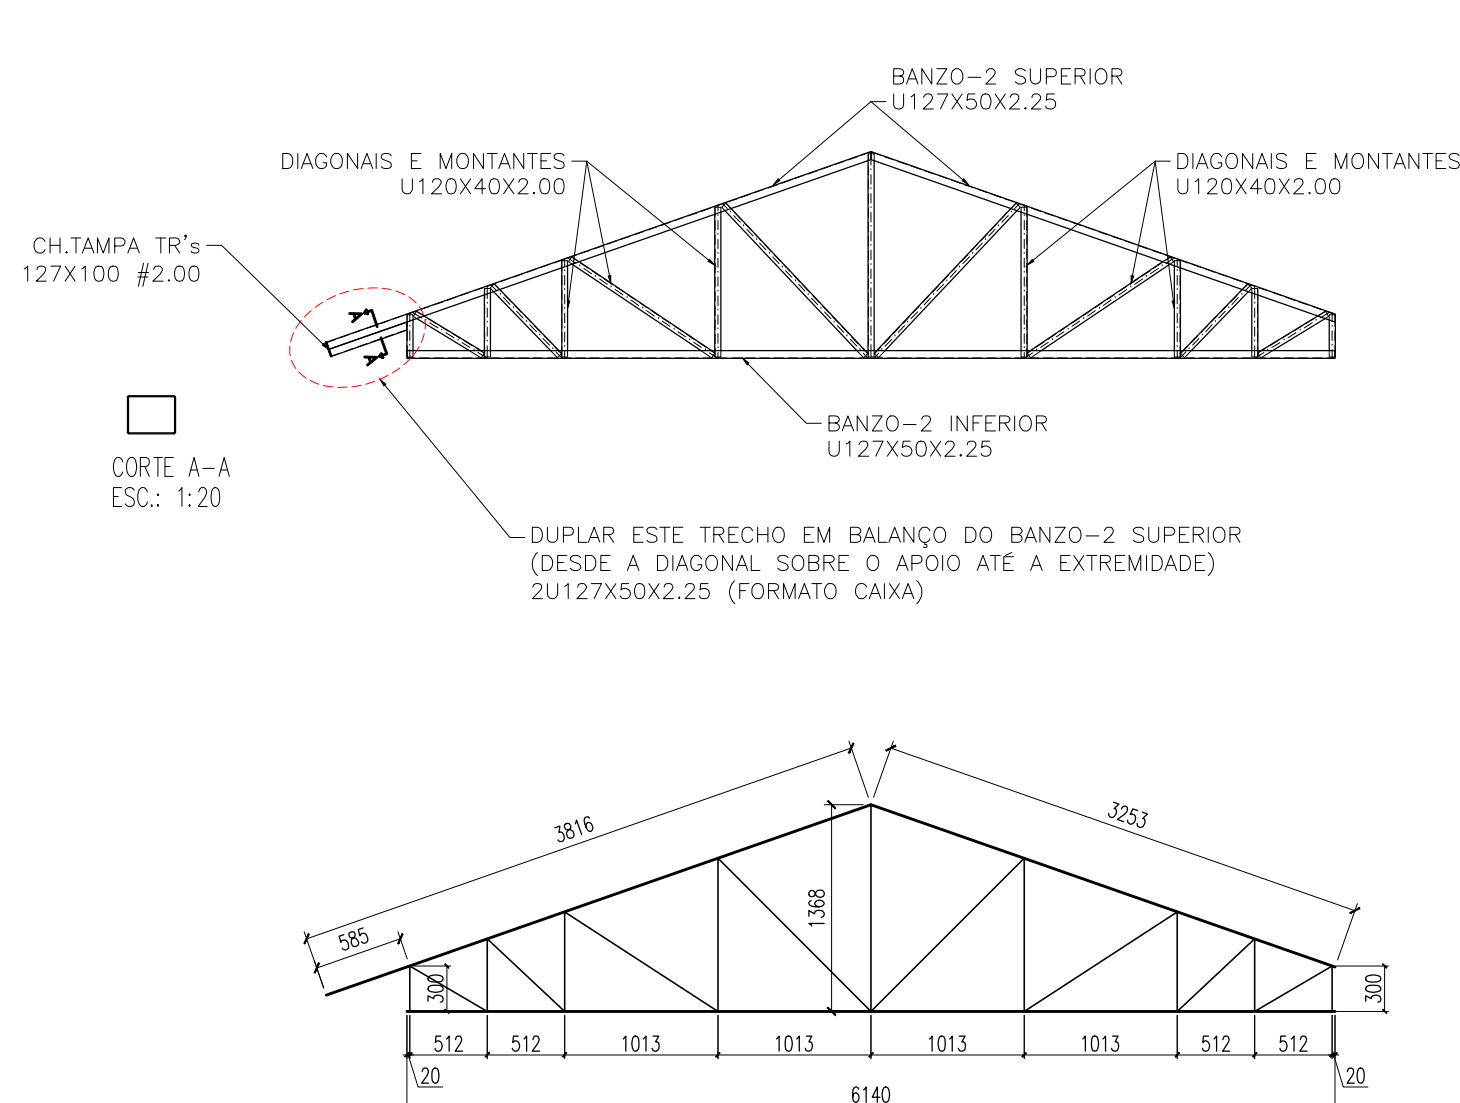 BANZO-2 SUPERIOR
U127X50X2.25
DIAGONAIS E MONTANTES
U120X40X2.00
DIAGONAIS E MONTANTES
U120X40X2.00
CH.TAMPA TR's
127X100 #2.00
A
A
BANZO-2 INFERIOR
U127X50X2.25
CORTE A-A
ESC.: 1:20
DUPLAR ESTE TRECHO EM BALANÇO DO BANZO-2 SUPERIOR
(DESDE A DIAGONAL SOBRE O APOIO ATÉ A EXTREMIDADE)
2U127X50X2.25 (FORMATO CAIXA)
3816
3253
585
1368
300
300
512
512
1013
1013
1013
1013
512
512
20
20
6140